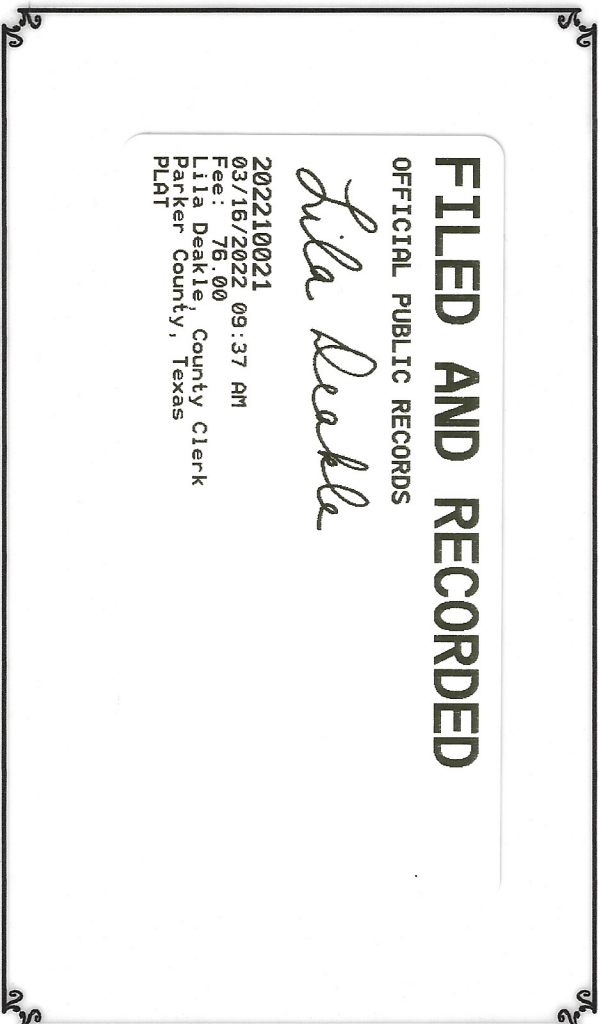 FILED AND RECORDED
OFFICIAL PUBLIC RECORDS
Lila Deakle
202210021
03/16/2022 09:37 AM
Fee: 76.00
Lila Deakle, County Clerk
Parker County, Texas
PLAT